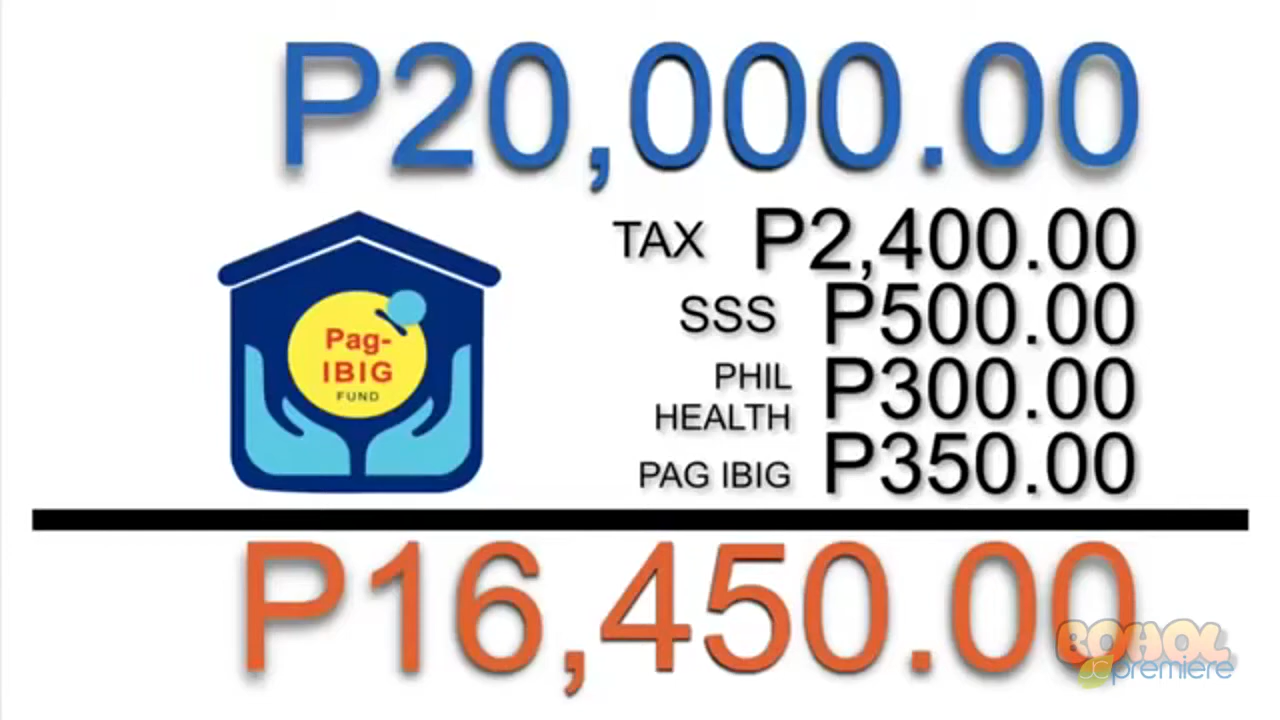 P20,000.00
TAX P2,400.00
SSS P500.00
PHIL
HEALTH P300.00
PAG IBIG P350.00
Pag-
IBIG
FUND
P16,450.00
BOHOL
premiere